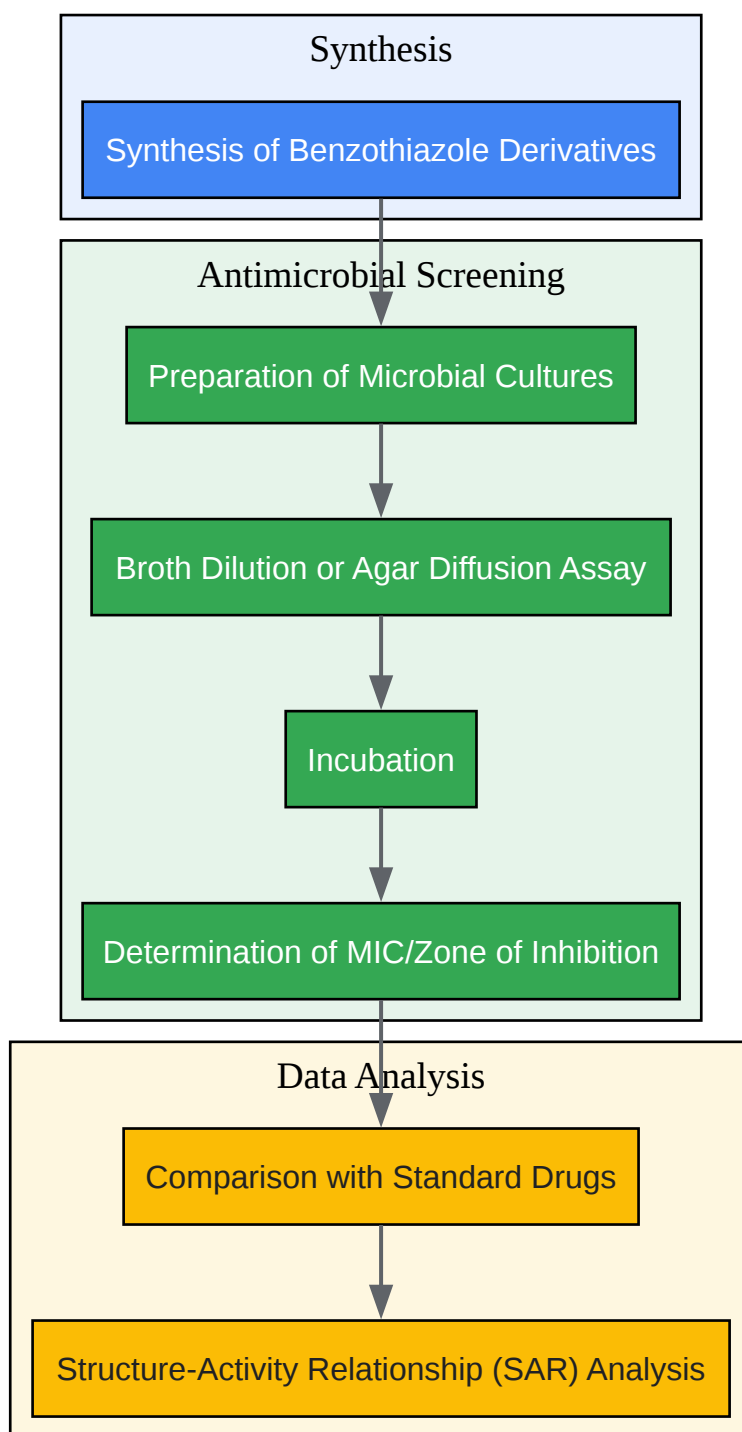 Synthesis
Synthesis of Benzothiazole Derivatives
Antimicrobial Screening
Preparation of Microbial Cultures
Broth Dilution or Agar Diffusion Assay
Incubation
Determination of MIC/Zone of Inhibition
Data Analysis
Comparison with Standard Drugs
Structure-Activity Relationship (SAR) Analysis